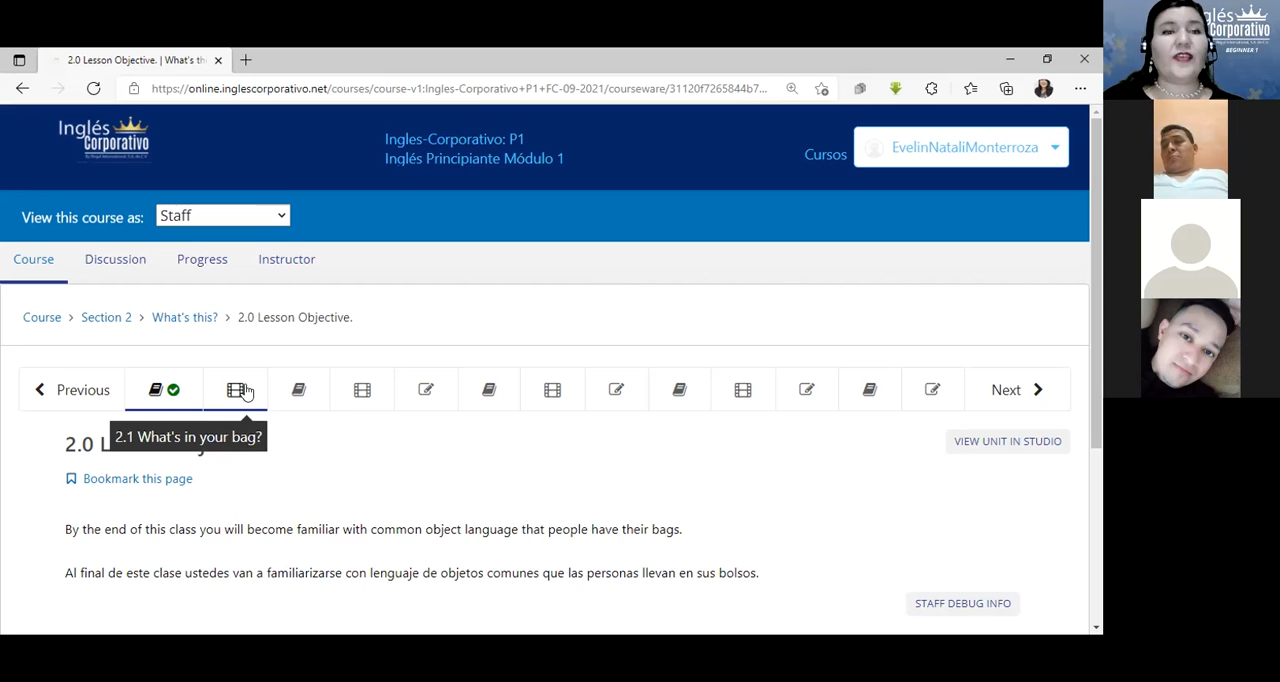 2.0 Lesson Objective. | What's th
https://online.inglescorporativo.net/courses/course-v1:Ingles-Corporativo+P1+FC-09-2021/courseware/31120f7265844b7...
Inglés
Corporativo
Ingles-Corporativo: P1
Inglés Principiante Módulo 1
Cursos
EvelinNataliMonterroza
View this course as:
Staff
Course
Discussion
Progress
Instructor
Course > Section 2 > What's this? > 2.0 Lesson Objective.
Previous
Next
2.1 What's in your bag?
2.0 L
VIEW UNIT IN STUDIO
Bookmark this page
By the end of this class you will become familiar with common object language that people have their bags.
Al final de este clase ustedes van a familiarizarse con lenguaje de objetos comunes que las personas llevan en sus bolsos.
STAFF DEBUG INFO
glés
Corporativo
BEGINNER 1